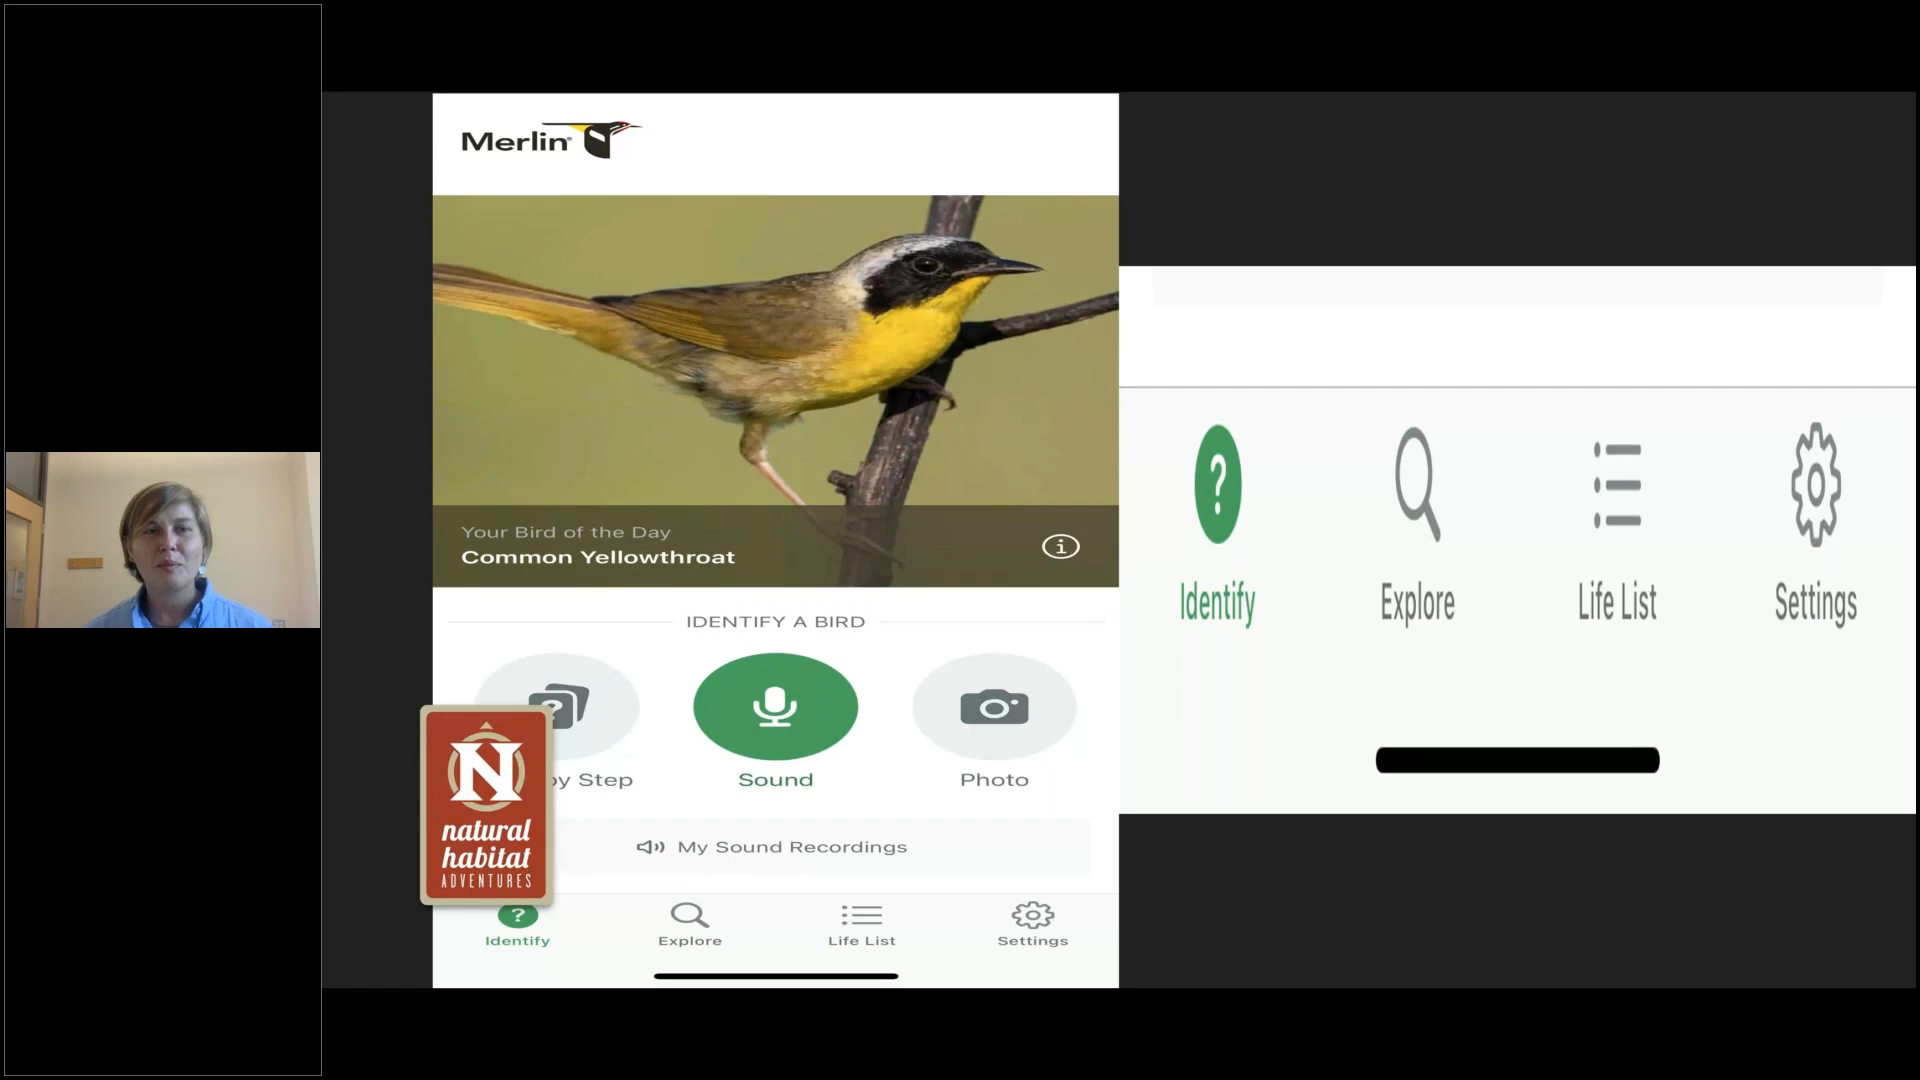 Merlin
Your Bird of the Day
Common Yellowthroat
i
IDENTIFY A BIRD
?
by Step
Sound
Photo
N
natural
habitat
ADVENTURES
My Sound Recordings
?
Identify
Explore
Life List
Settings
?
Identify
Explore
Life List
Settings